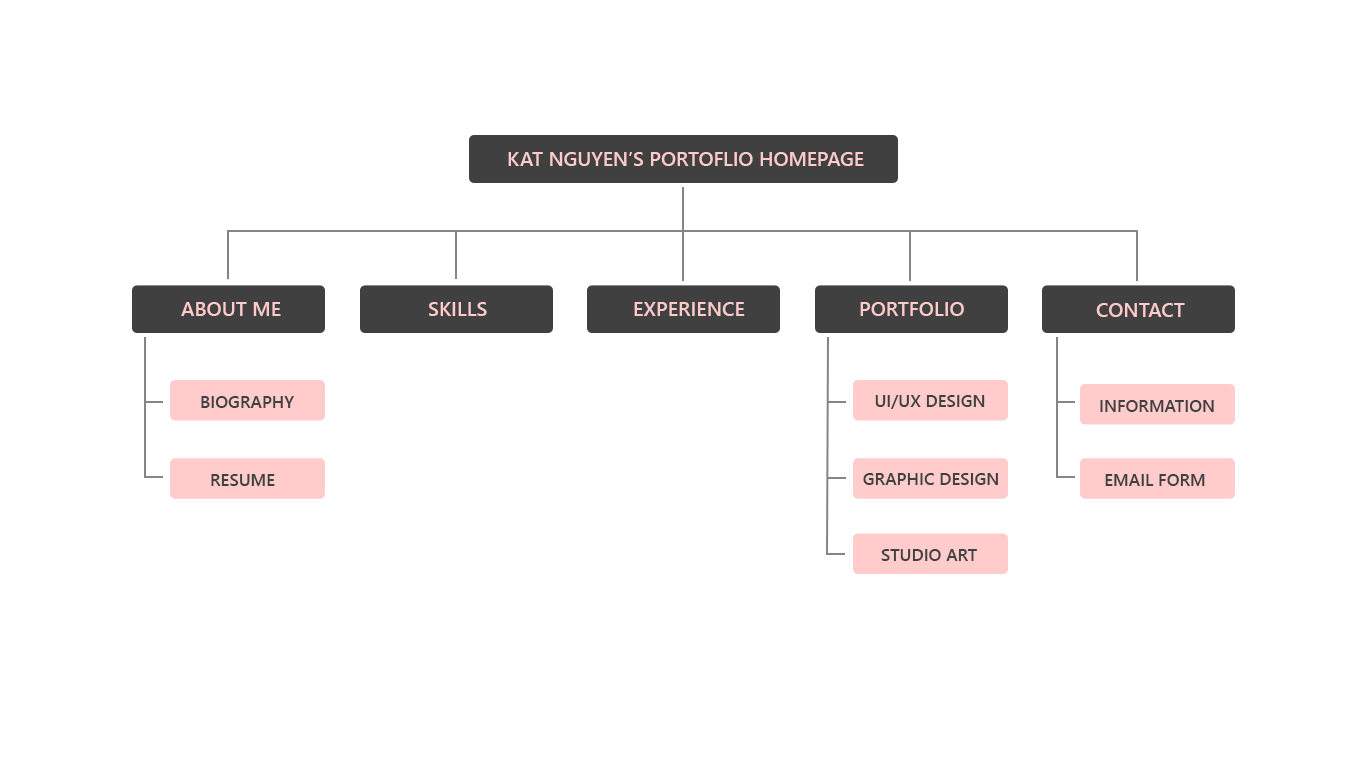 KAT NGUYEN’S PORTOFLIO HOMEPAGE
ABOUT ME
SKILLS
EXPERIENCE
PORTFOLIO
CONTACT
BIOGRAPHY
UI/UX DESIGN
INFORMATION
RESUME
GRAPHIC DESIGN
EMAIL FORM
STUDIO ART